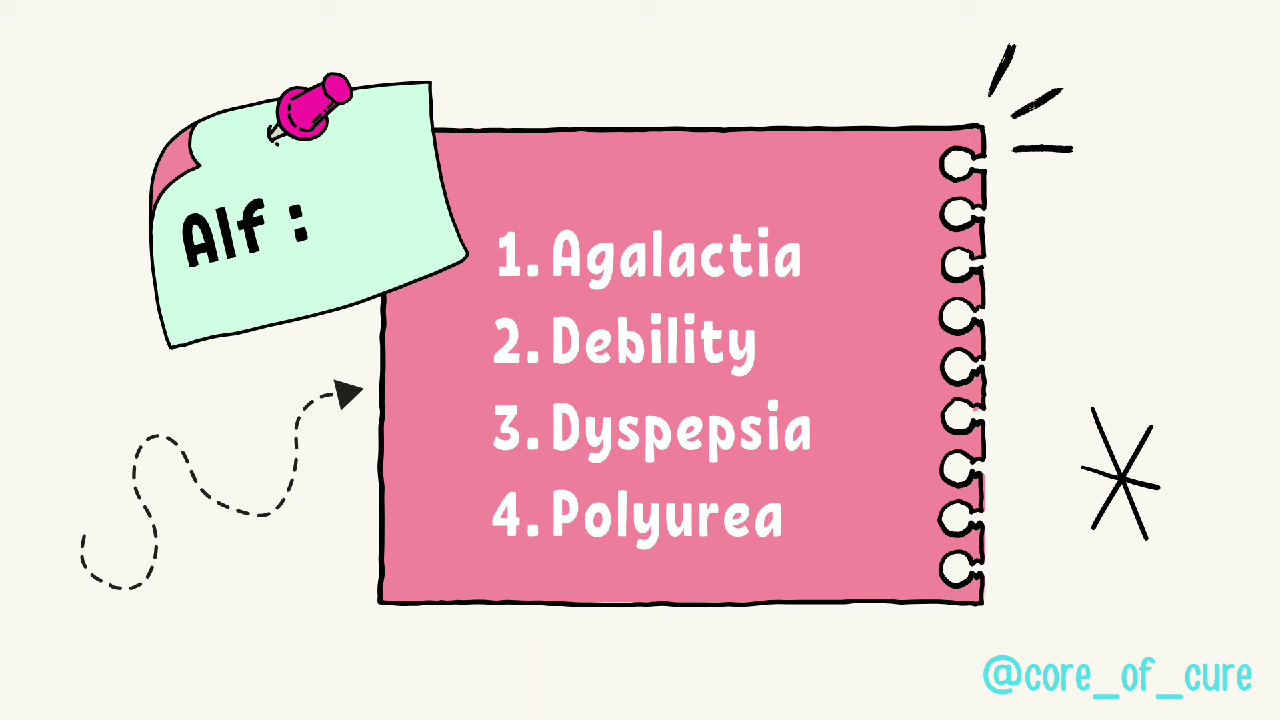 Alf :
1. Agalactia
2. Debility
3. Dyspepsia
4. Polyurea
@core_of_cure